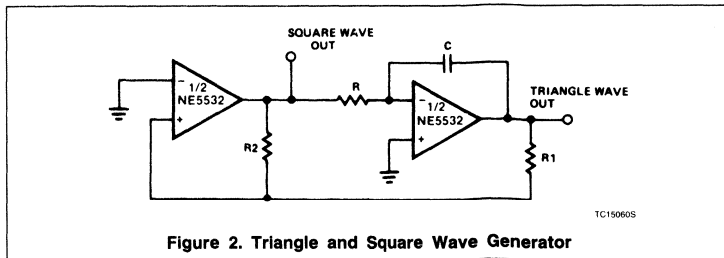 SQUARE WAVE
OUT
C
R
TRIANGLE WAVE
OUT
−
1/2
NE5532
+
−
1/2
NE5532
+
R2
R1
TC15060S
Figure 2. Triangle and Square Wave Generator